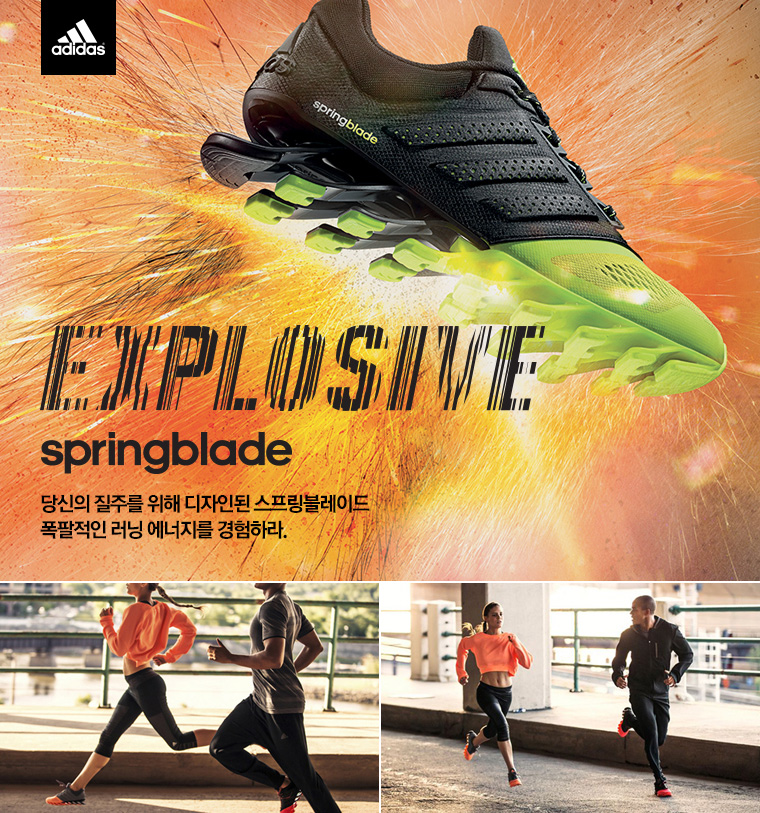 adidas
springblade
EXPLOSIVE
springblade
당신의 질주를 위해 디자인된 스프링블레이드
폭팔적인 러닝 에너지를 경험하라.